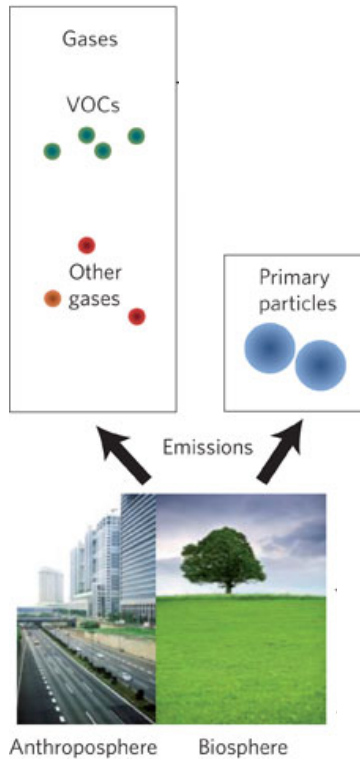 Gases
VOCs
Other
gases
Primary
particles
Emissions
Anthroposphere
Biosphere